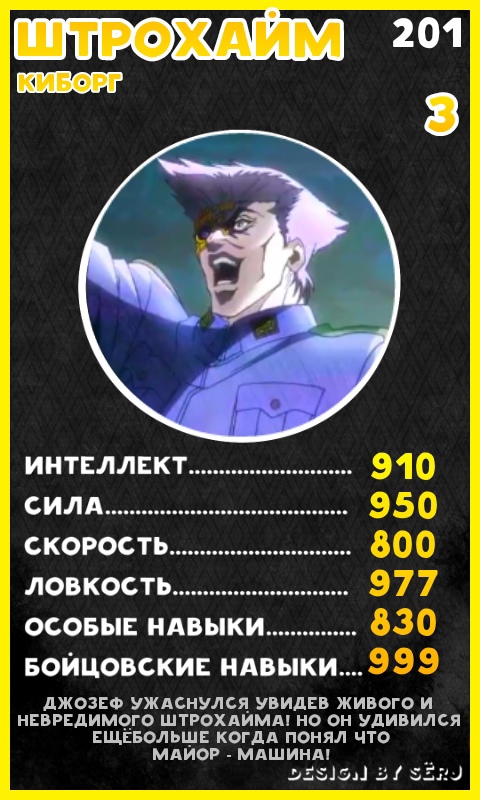 ШТРОХАЙМ 201
КИБОРГ
3
ИНТЕЛЛЕКТ............................... 910
СИЛА.............................................. 950
СКОРОСТЬ.................................. 800
ЛОВКОСТЬ................................. 977
ОСОБЫЕ НАВЫКИ................. 830
БОЙЦОВСКИЕ НАВЫКИ.... 999
ДЖОЗЕФ УЖАСНУЛСЯ УВИДЕВ ЖИВОГО И
НЕВРЕДИМОГО ШТРОХАЙМА! НО ОН УДИВИЛСЯ
ЕЩЁБОЛЬШЕ КОГДА ПОНЯЛ ЧТО
МАЙОР - МАШИНА!
DESIGN BY SЁRJ